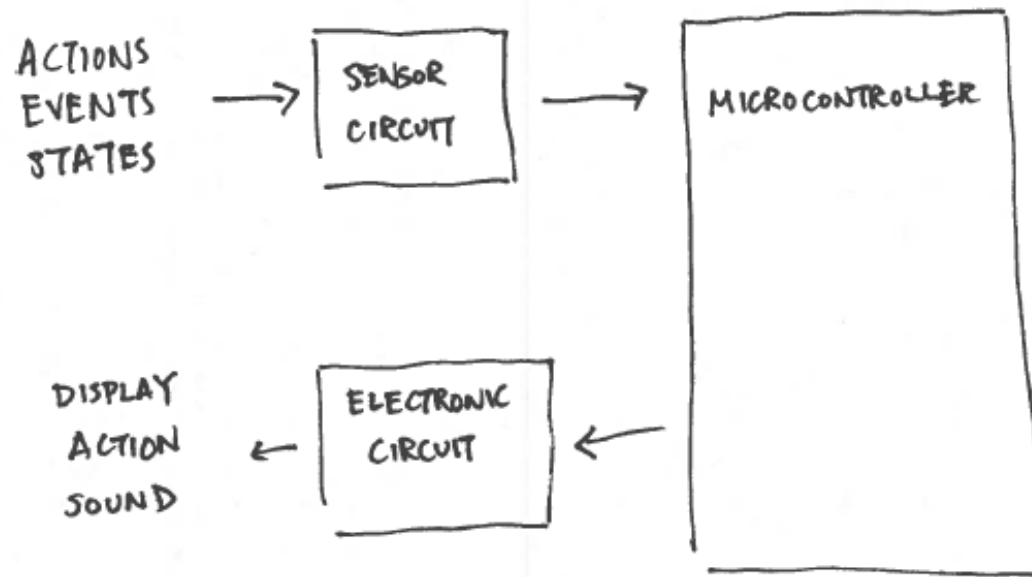 ACTIONS
EVENTS
STATES
SENSOR
CIRCUIT
MICROCONTROLLER
DISPLAY
ACTION
SOUND
ELECTRONIC
CIRCUIT